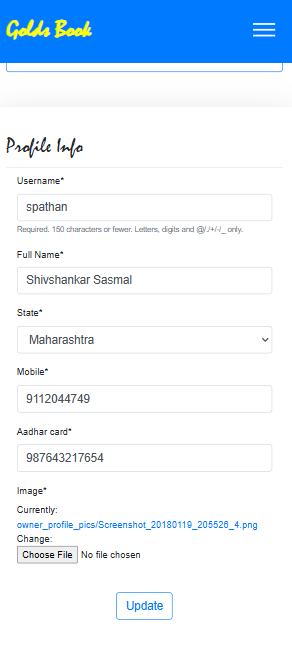 Golds Book
Profile Info
Username*
spathan
Required. 150 characters or fewer. Letters, digits and @/./+/-/_ only.
Full Name*
Shivshankar Sasmal
State*
Maharashtra
Mobile*
9112044749
Aadhar card*
987643217654
Image*
Currently:
owner_profile_pics/Screenshot_20180119_205526_4.png
Change:
Choose File No file chosen
Update